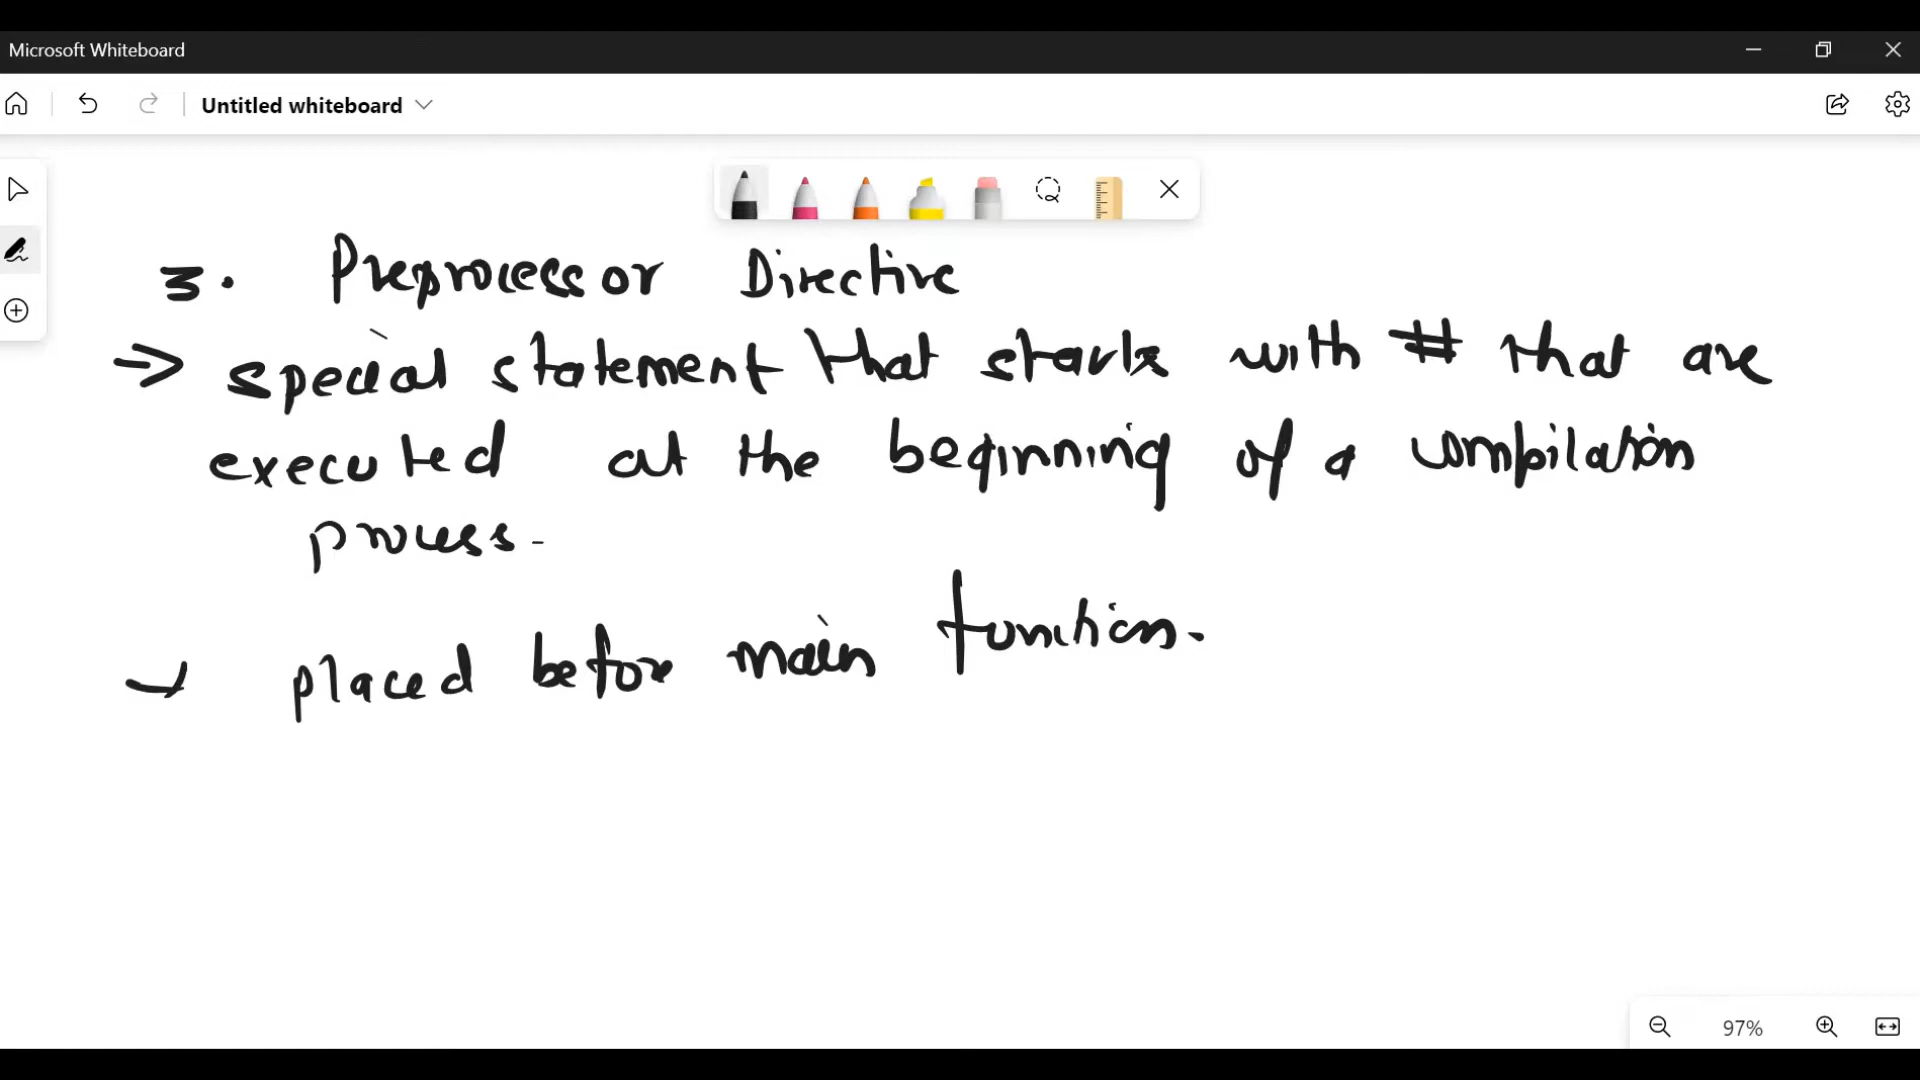 Microsoft Whiteboard
Untitled whiteboard
3. Preprocessor Directive
=> special statement that starts with # that are
executed at the beginning of a compilation
process.
placed before main function.
97%